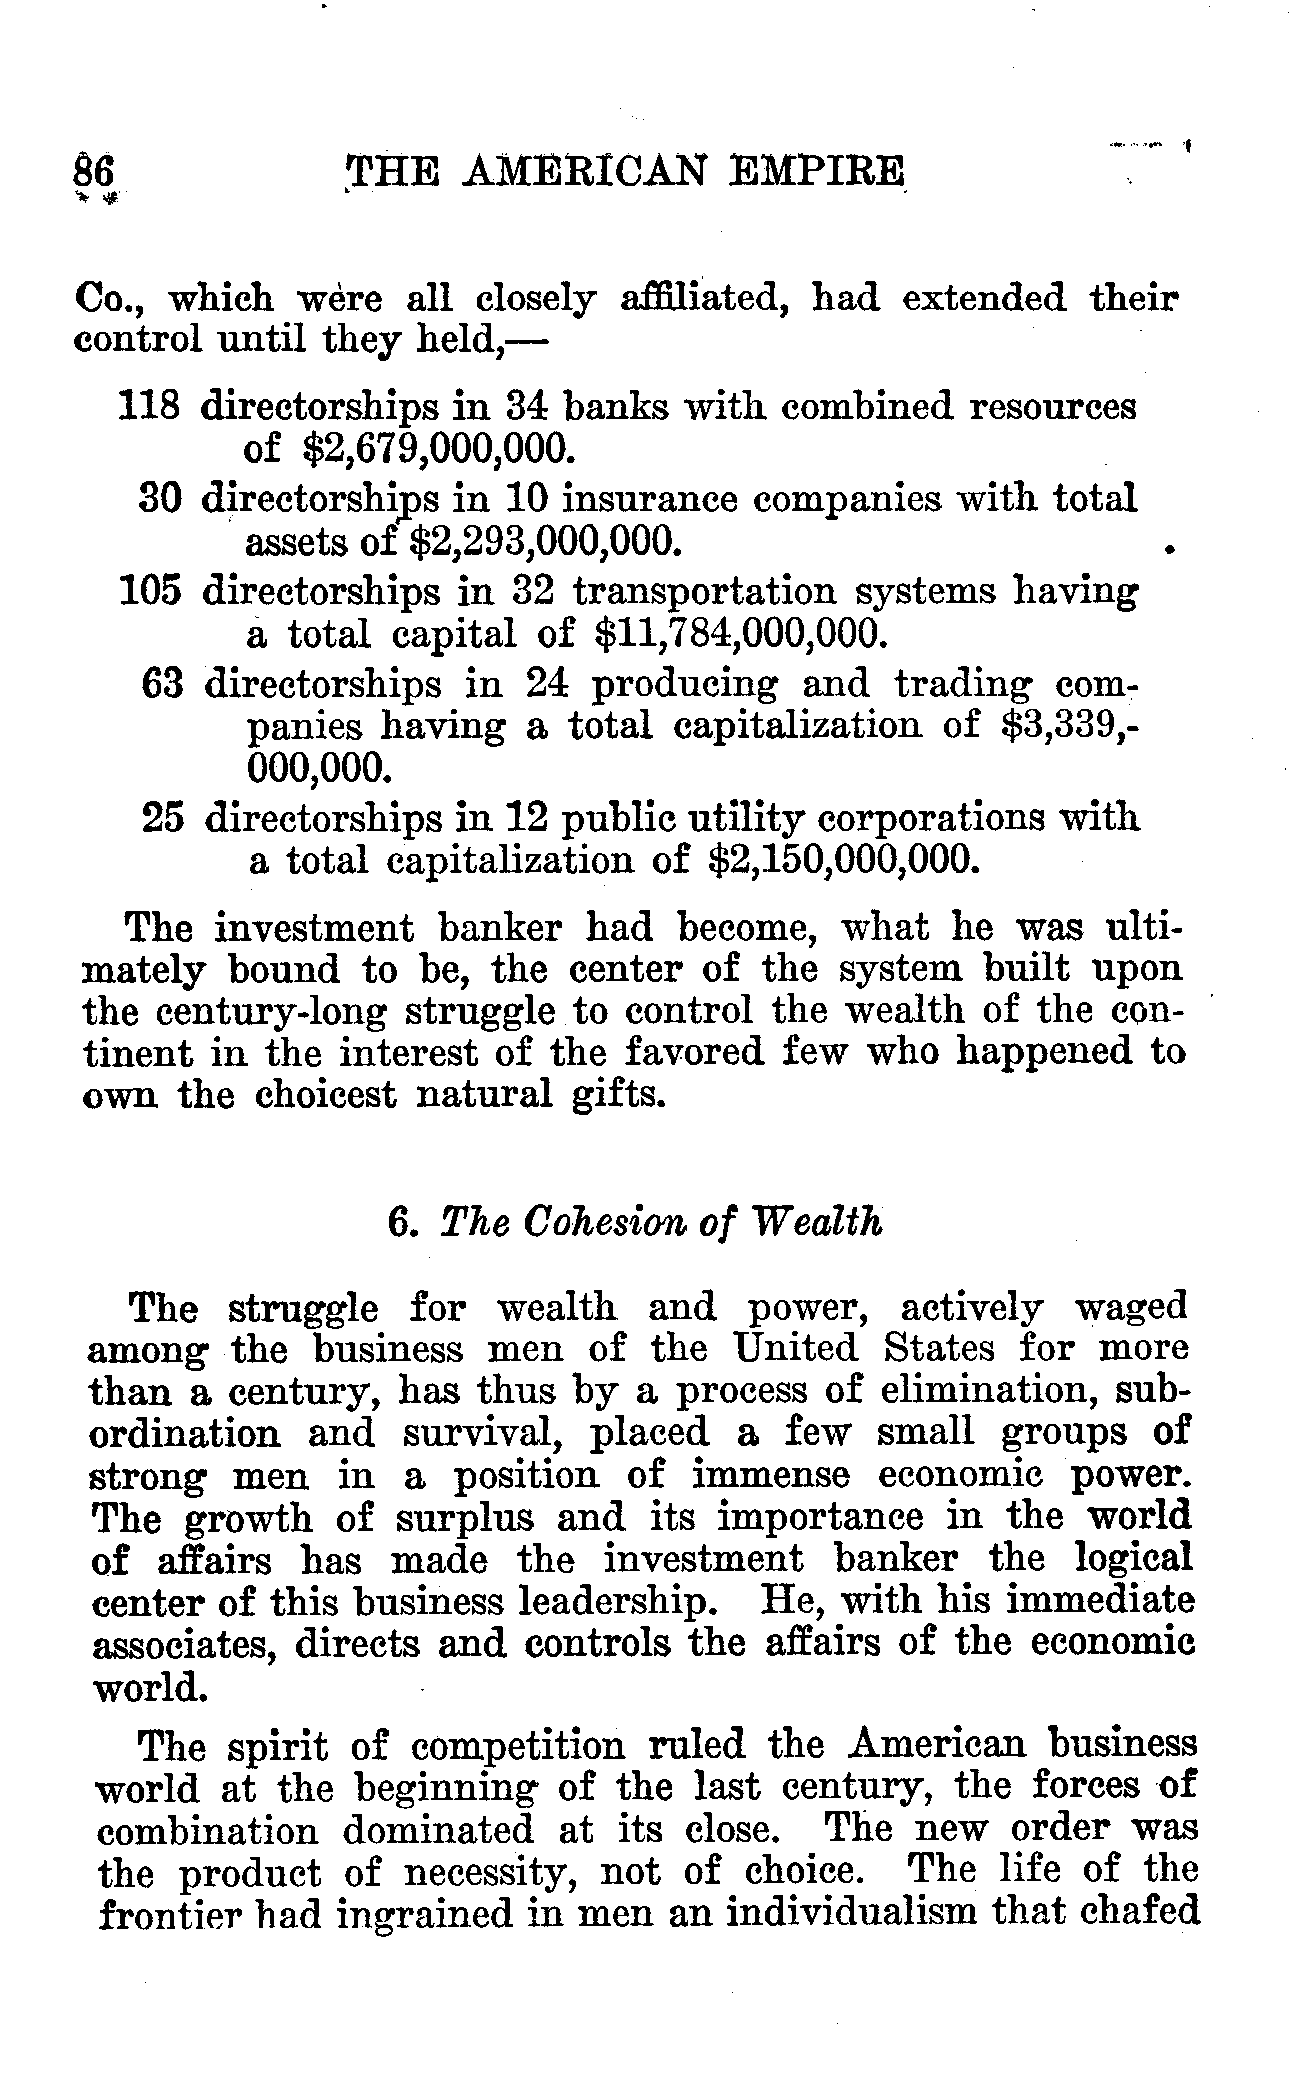 86 THE AMERICAN EMPIRE
Co., which were all closely affiliated, had extended their
control until they held,—
118 directorships in 34 banks with combined resources
of $2,679,000,000.
30 directorships in 10 insurance companies with total
assets of $2,293,000,000.
105 directorships in 32 transportation systems having
a total capital of $11,784,000,000.
63 directorships in 24 producing and trading com-
panies having a total capitalization of $3,339,-
000,000.
25 directorships in 12 public utility corporations with
a total capitalization of $2,150,000,000.
The investment banker had become, what he was ulti-
mately bound to be, the center of the system built upon
the century-long struggle to control the wealth of the con-
tinent in the interest of the favored few who happened to
own the choicest natural gifts.
6. The Cohesion of Wealth
The struggle for wealth and power, actively waged
among the business men of the United States for more
than a century, has thus by a process of elimination, sub-
ordination and survival, placed a few small groups of
strong men in a position of immense economic power.
The growth of surplus and its importance in the world
of affairs has made the investment banker the logical
center of this business leadership. He, with his immediate
associates, directs and controls the affairs of the economic
world.
The spirit of competition ruled the American business
world at the beginning of the last century, the forces of
combination dominated at its close. The new order was
the product of necessity, not of choice. The life of the
frontier had ingrained in men an individualism that chafed